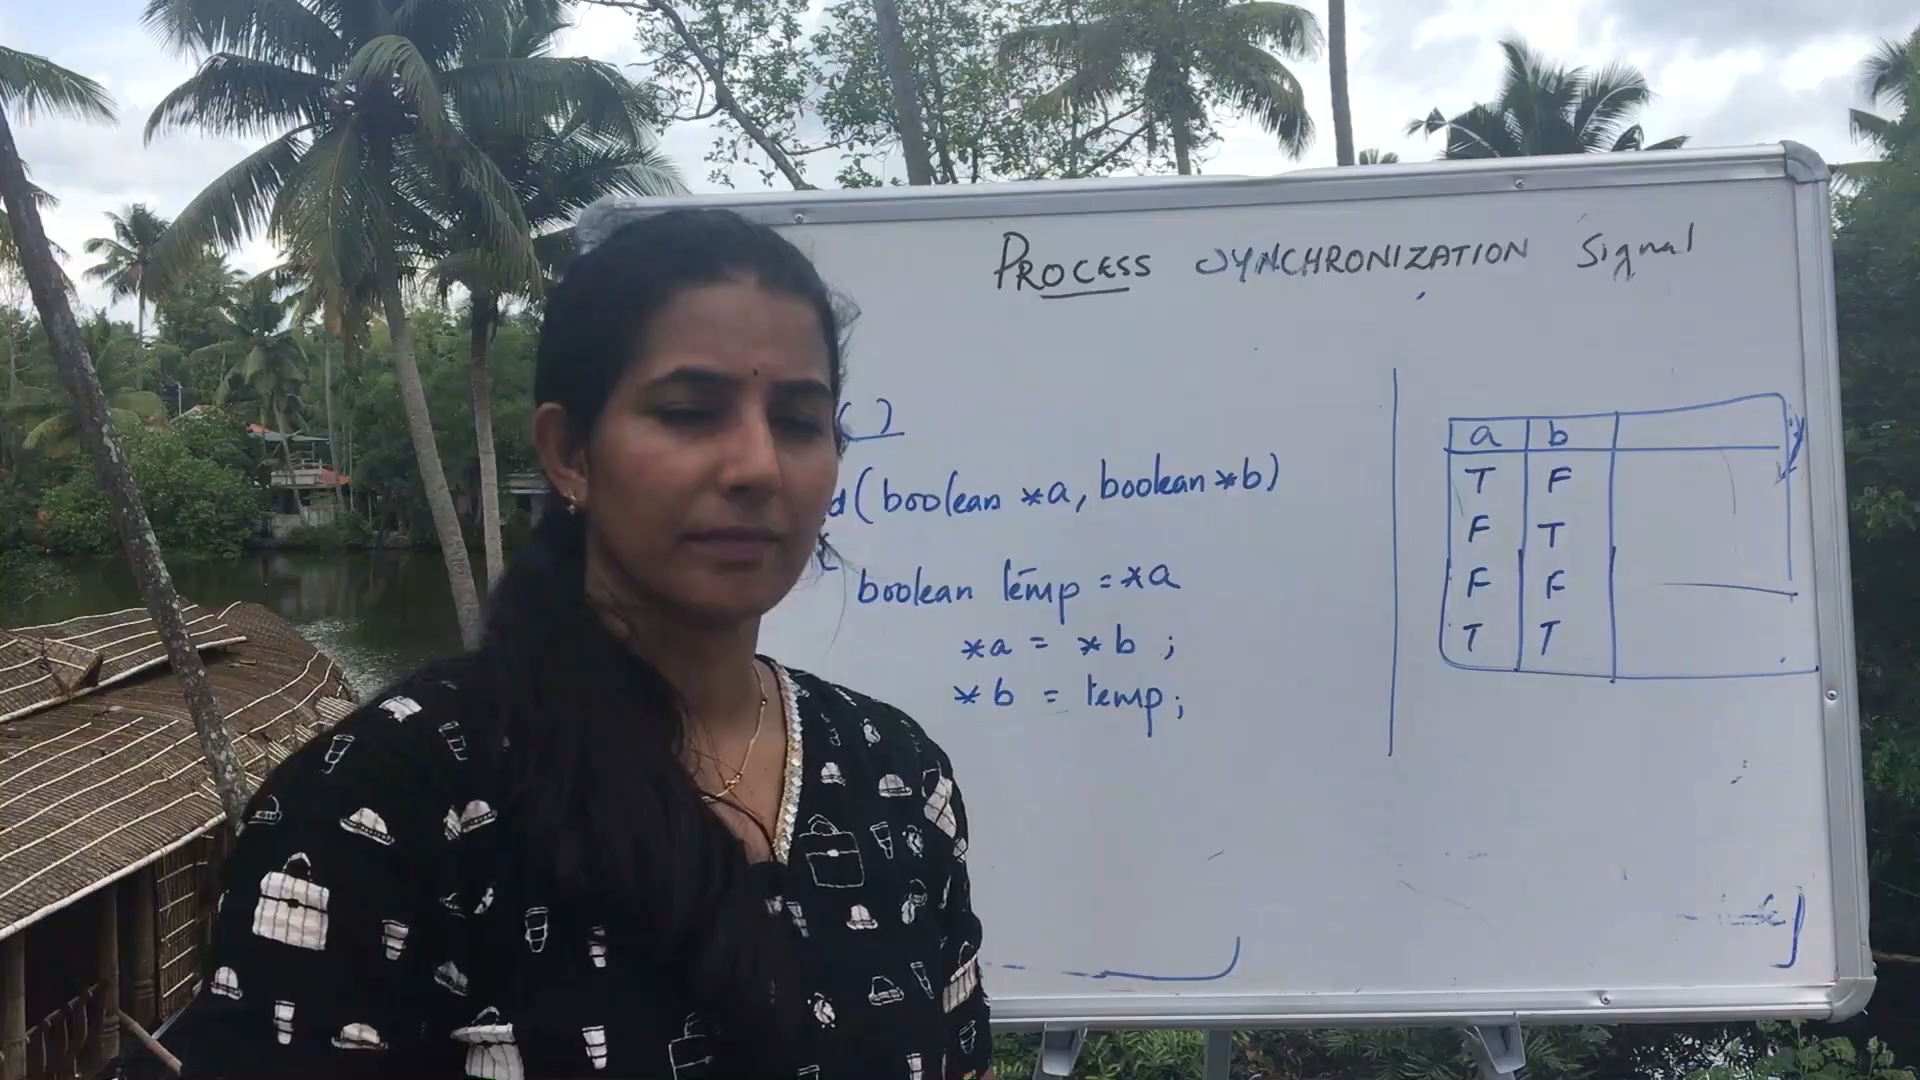 PROCESS SYNCHRONIZATION Signal
( )
d (boolean *a, boolean *b)
boolean temp = *a
*a = *b ;
*b = temp;
a b
T F
F T
F F
T T